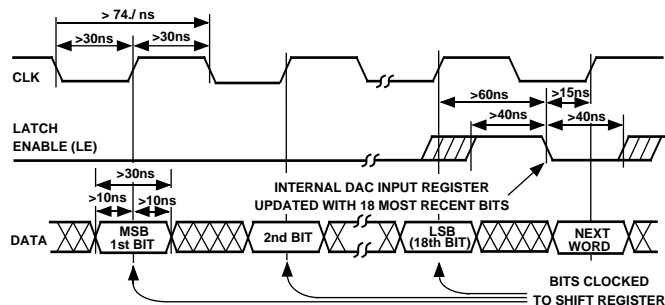 > 74./ ns
>30ns >30ns
CLK
>60ns >15ns
LATCH
ENABLE (LE)
>40ns >40ns
>30ns
>10ns >10ns
INTERNAL DAC INPUT REGISTER
UPDATED WITH 18 MOST RECENT BITS
DATA
MSB
1st BIT
2nd BIT
LSB
(18th BIT)
NEXT
WORD
BITS CLOCKED
TO SHIFT REGISTER